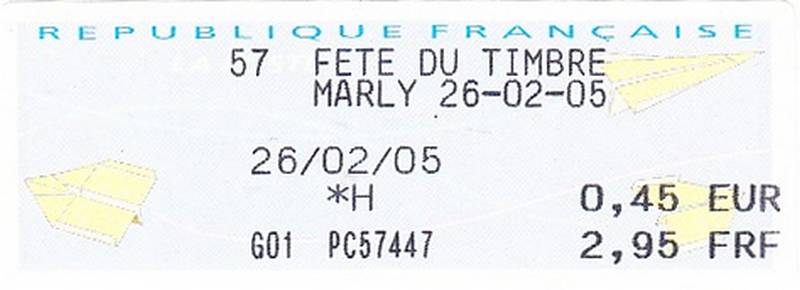 REPUBLIQUE FRANÇAISE
57 FETE DU TIMBRE
MARLY 26-02-05
26/02/05
*H 0,45 EUR
G01 PC57447 2,95 FRF